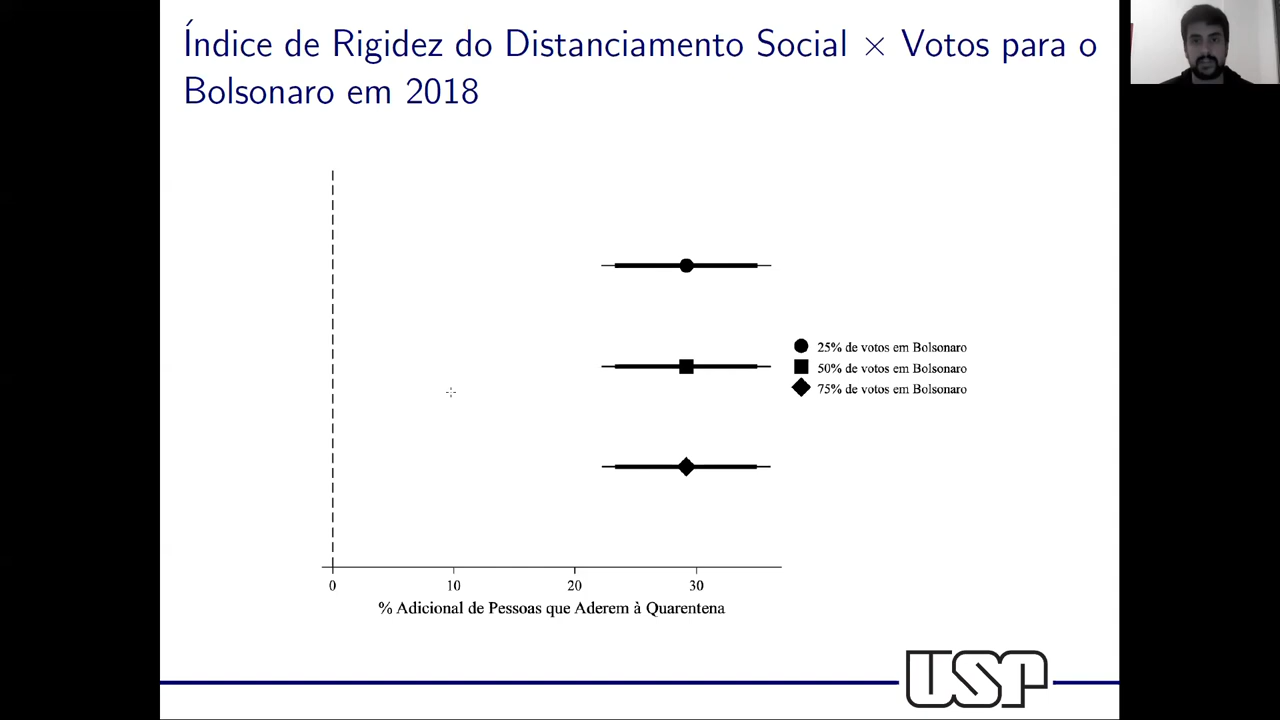 Índice de Rigidez do Distanciamento Social × Votos para o
Bolsonaro em 2018
25% de votos em Bolsonaro
50% de votos em Bolsonaro
75% de votos em Bolsonaro
0 10 20 30
% Adicional de Pessoas que Aderem à Quarentena
USP